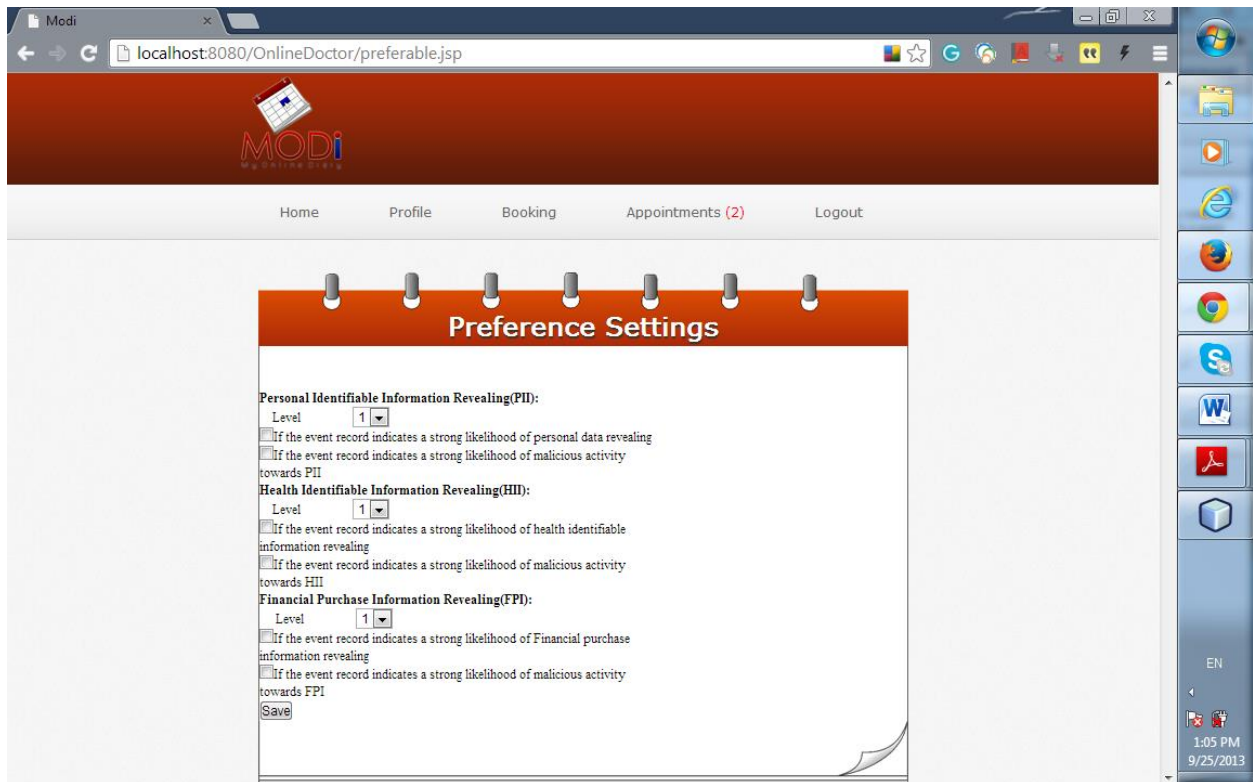 Modi
localhost:8080/OnlineDoctor/preferable.jsp
MODi
My Online Diary
Home Profile Booking Appointments (2) Logout
Preference Settings
Personal Identifiable Information Revealing(PII):
Level 1
If the event record indicates a strong likelihood of personal data revealing
If the event record indicates a strong likelihood of malicious activity
towards PII
Health Identifiable Information Revealing(HII):
Level 1
If the event record indicates a strong likelihood of health identifiable
information revealing
If the event record indicates a strong likelihood of malicious activity
towards HII
Financial Purchase Information Revealing(FPI):
Level 1
If the event record indicates a strong likelihood of Financial purchase
information revealing
If the event record indicates a strong likelihood of malicious activity
towards FPI
Save
EN
1:05 PM
9/25/2013